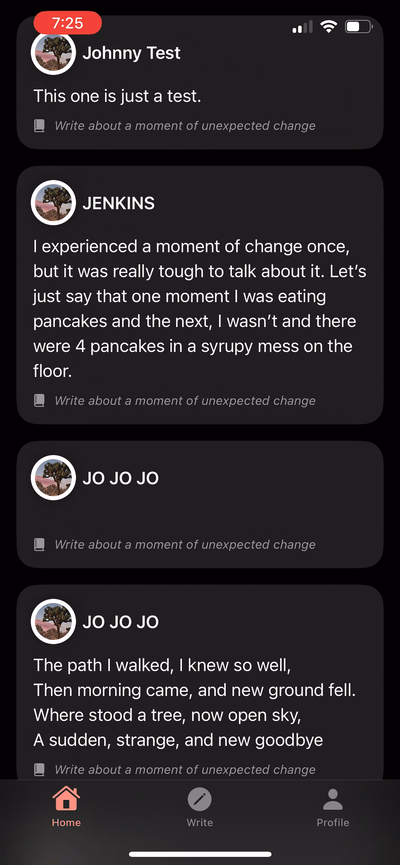 7:25
Johnny Test
This one is just a test.
Write about a moment of unexpected change
JENKINS
I experienced a moment of change once,
but it was really tough to talk about it. Let’s
just say that one moment I was eating
pancakes and the next, I wasn’t and there
were 4 pancakes in a syrupy mess on the
floor.
Write about a moment of unexpected change
JO JO JO
Write about a moment of unexpected change
JO JO JO
The path I walked, I knew so well,
Then morning came, and new ground fell.
Where stood a tree, now open sky,
A sudden, strange, and new goodbye
Write about a moment of unexpected change
Home
Write
Profile